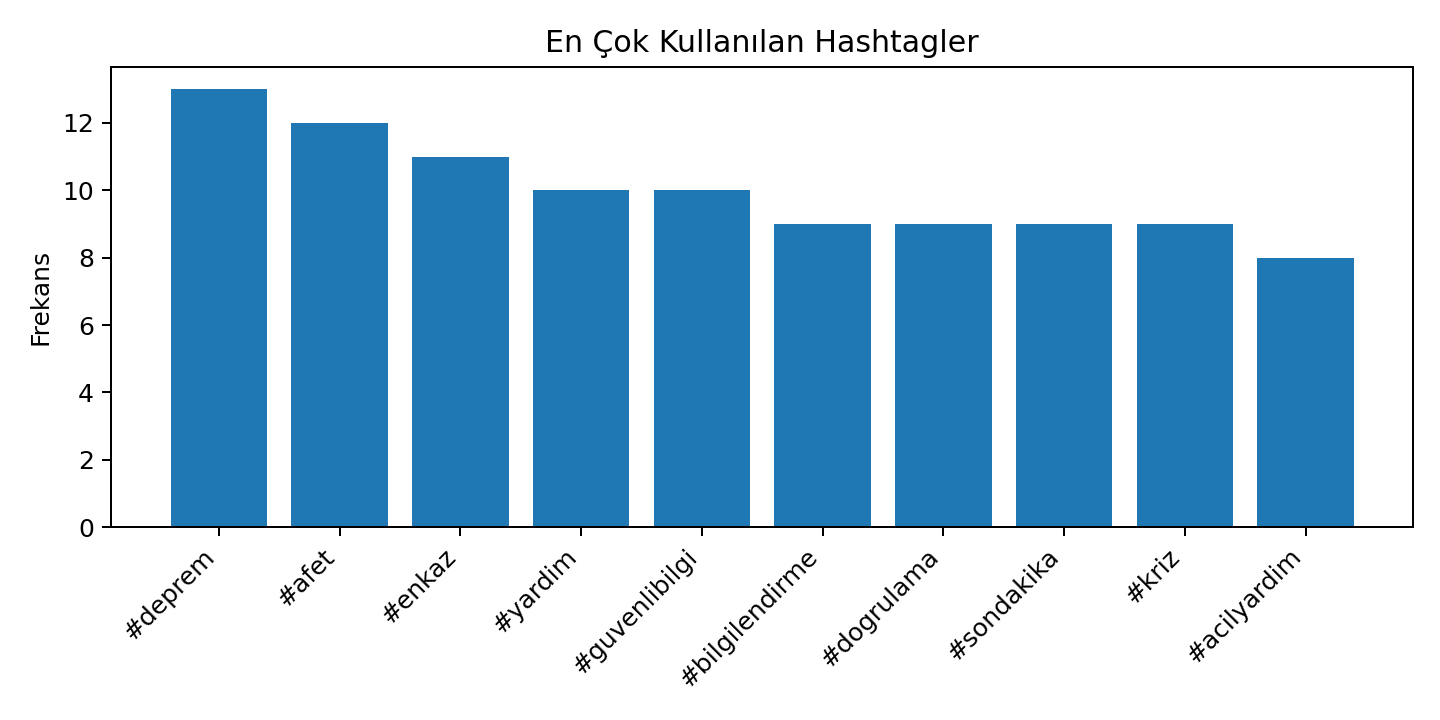 En Çok Kullanılan Hashtagler
Frekans
12
10
8
6
4
2
0
#deprem
#afet
#enkaz
#yardim
#guvenlibilgi
#bilgilendirme
#dogrulama
#sondakika
#kriz
#acilyardim